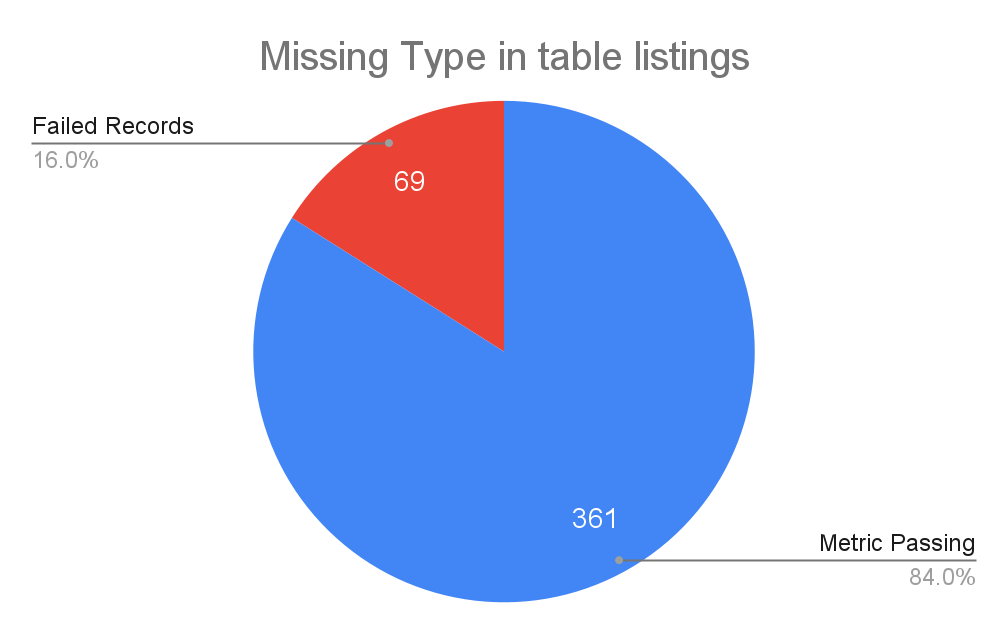 Missing Type in table listings
Failed Records
16.0%
69
361
Metric Passing
84.0%